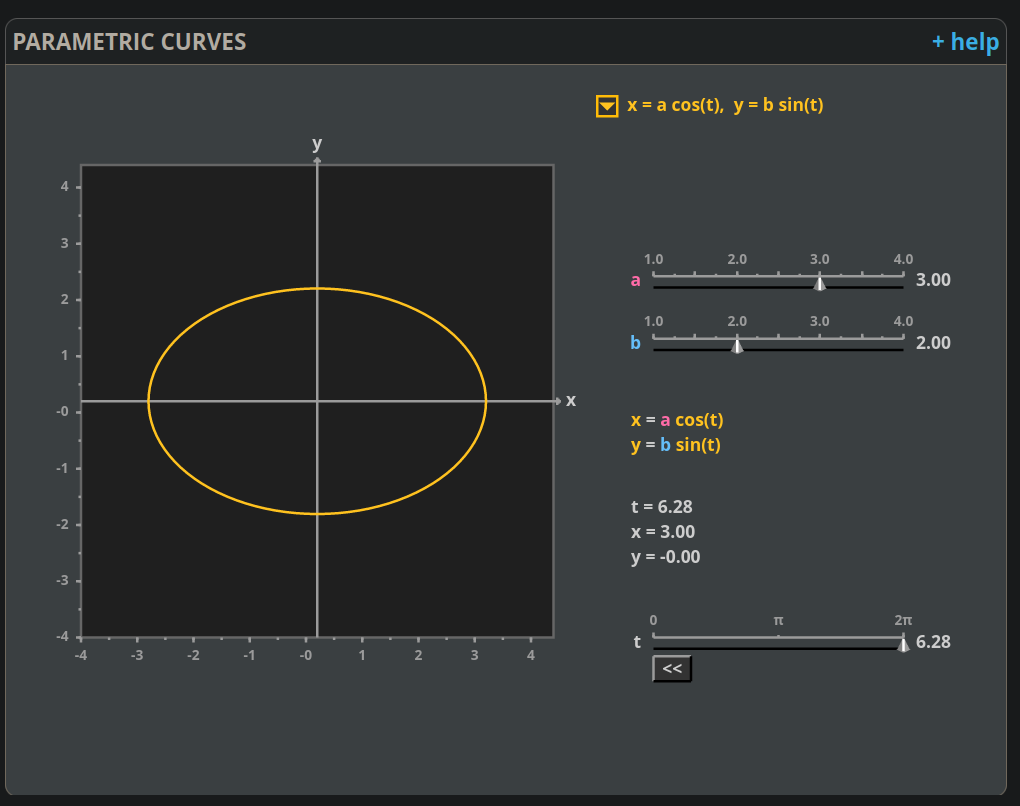 PARAMETRIC CURVES
+ help
x = a cos(t),  y = b sin(t)
y
4
3
2
1
-0
-1
-2
-3
-4
-4 -3 -2 -1 -0 1 2 3 4
x
1.0 2.0 3.0 4.0
a 3.00
1.0 2.0 3.0 4.0
b 2.00
x = a cos(t)
y = b sin(t)
t = 6.28
x = 3.00
y = -0.00
0 π 2π
t 6.28
<<